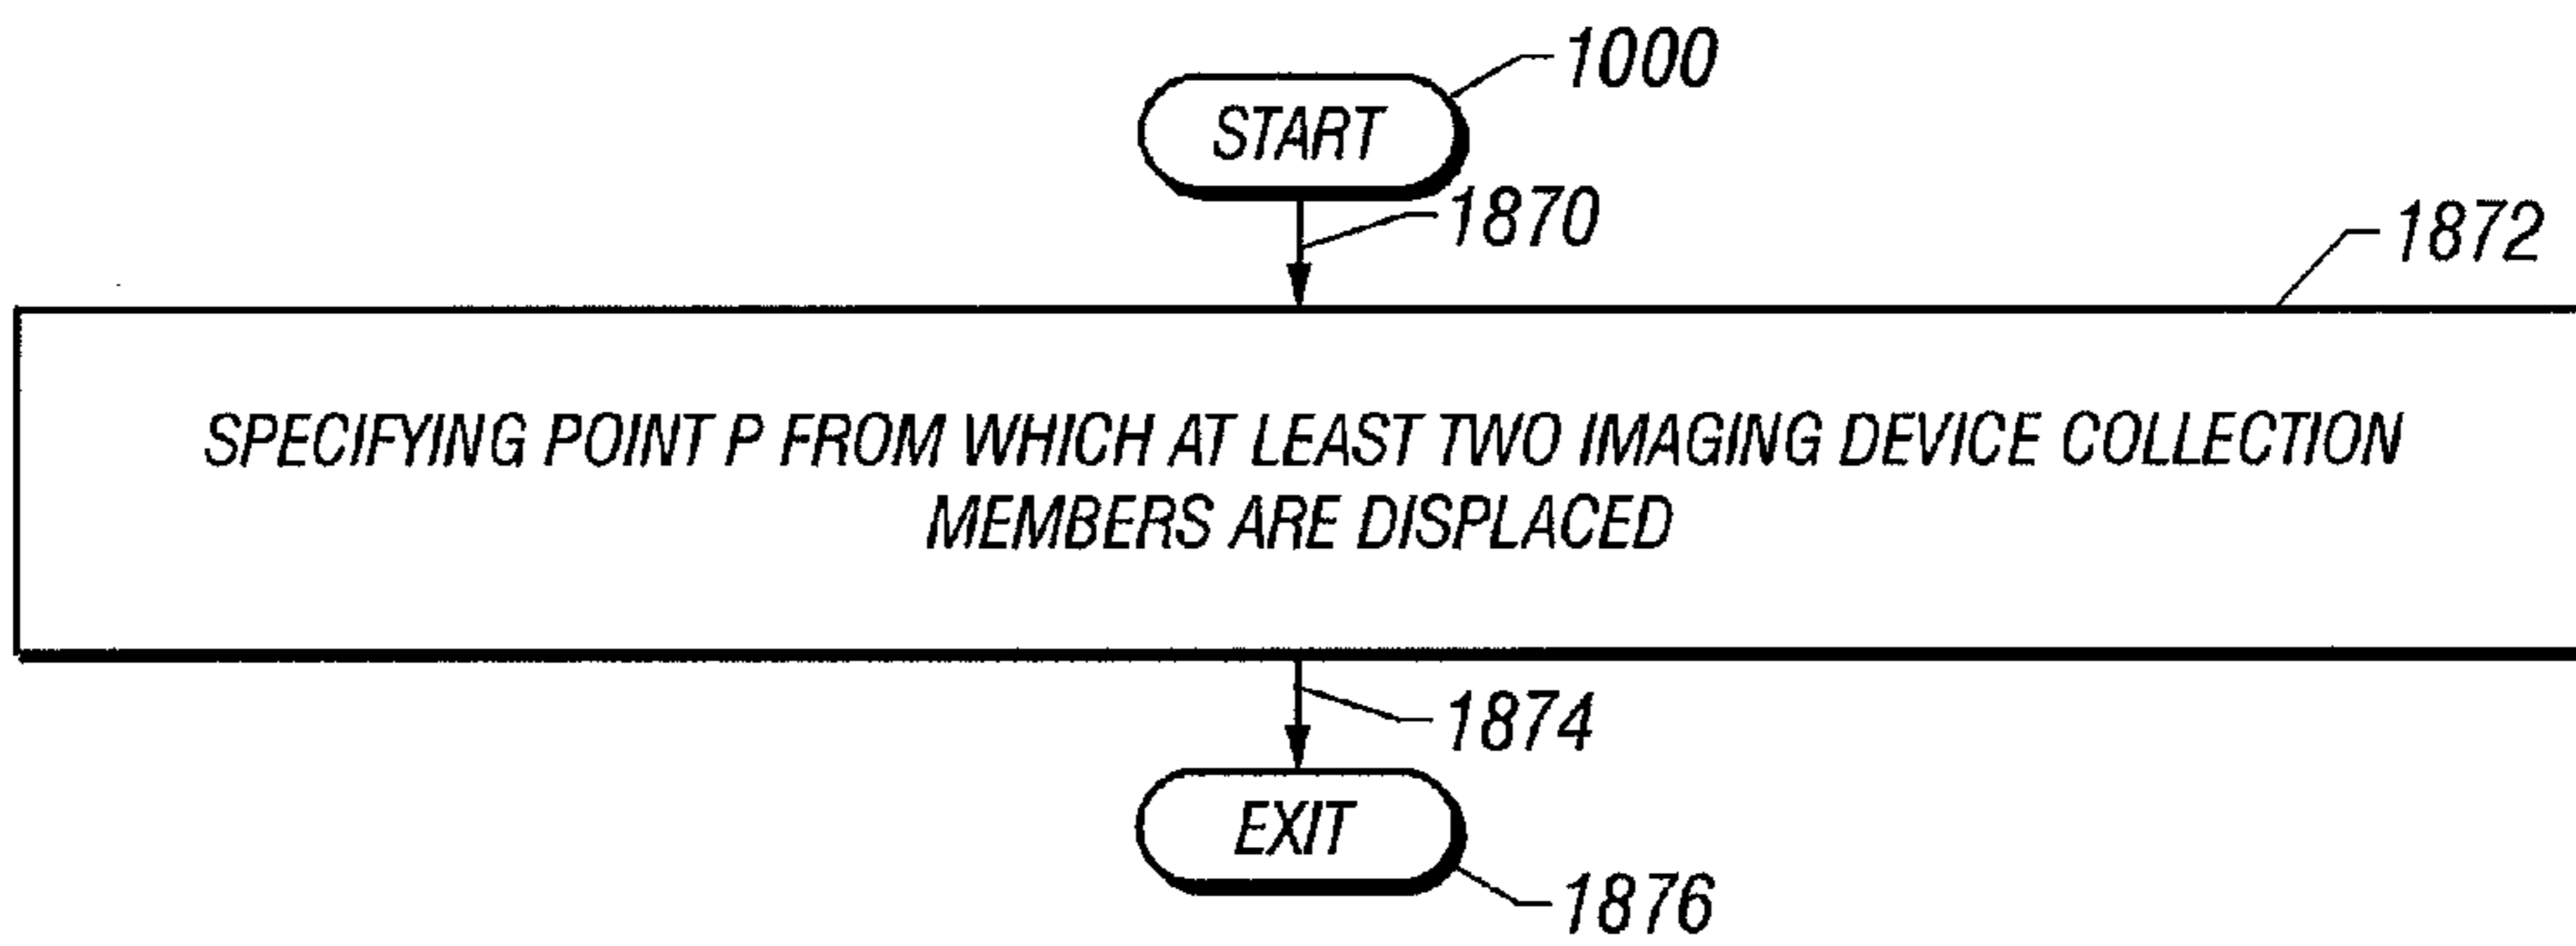 1000
START
1870
1872
SPECIFYING POINT P FROM WHICH AT LEAST TWO IMAGING DEVICE COLLECTION
MEMBERS ARE DISPLACED
1874
EXIT
1876